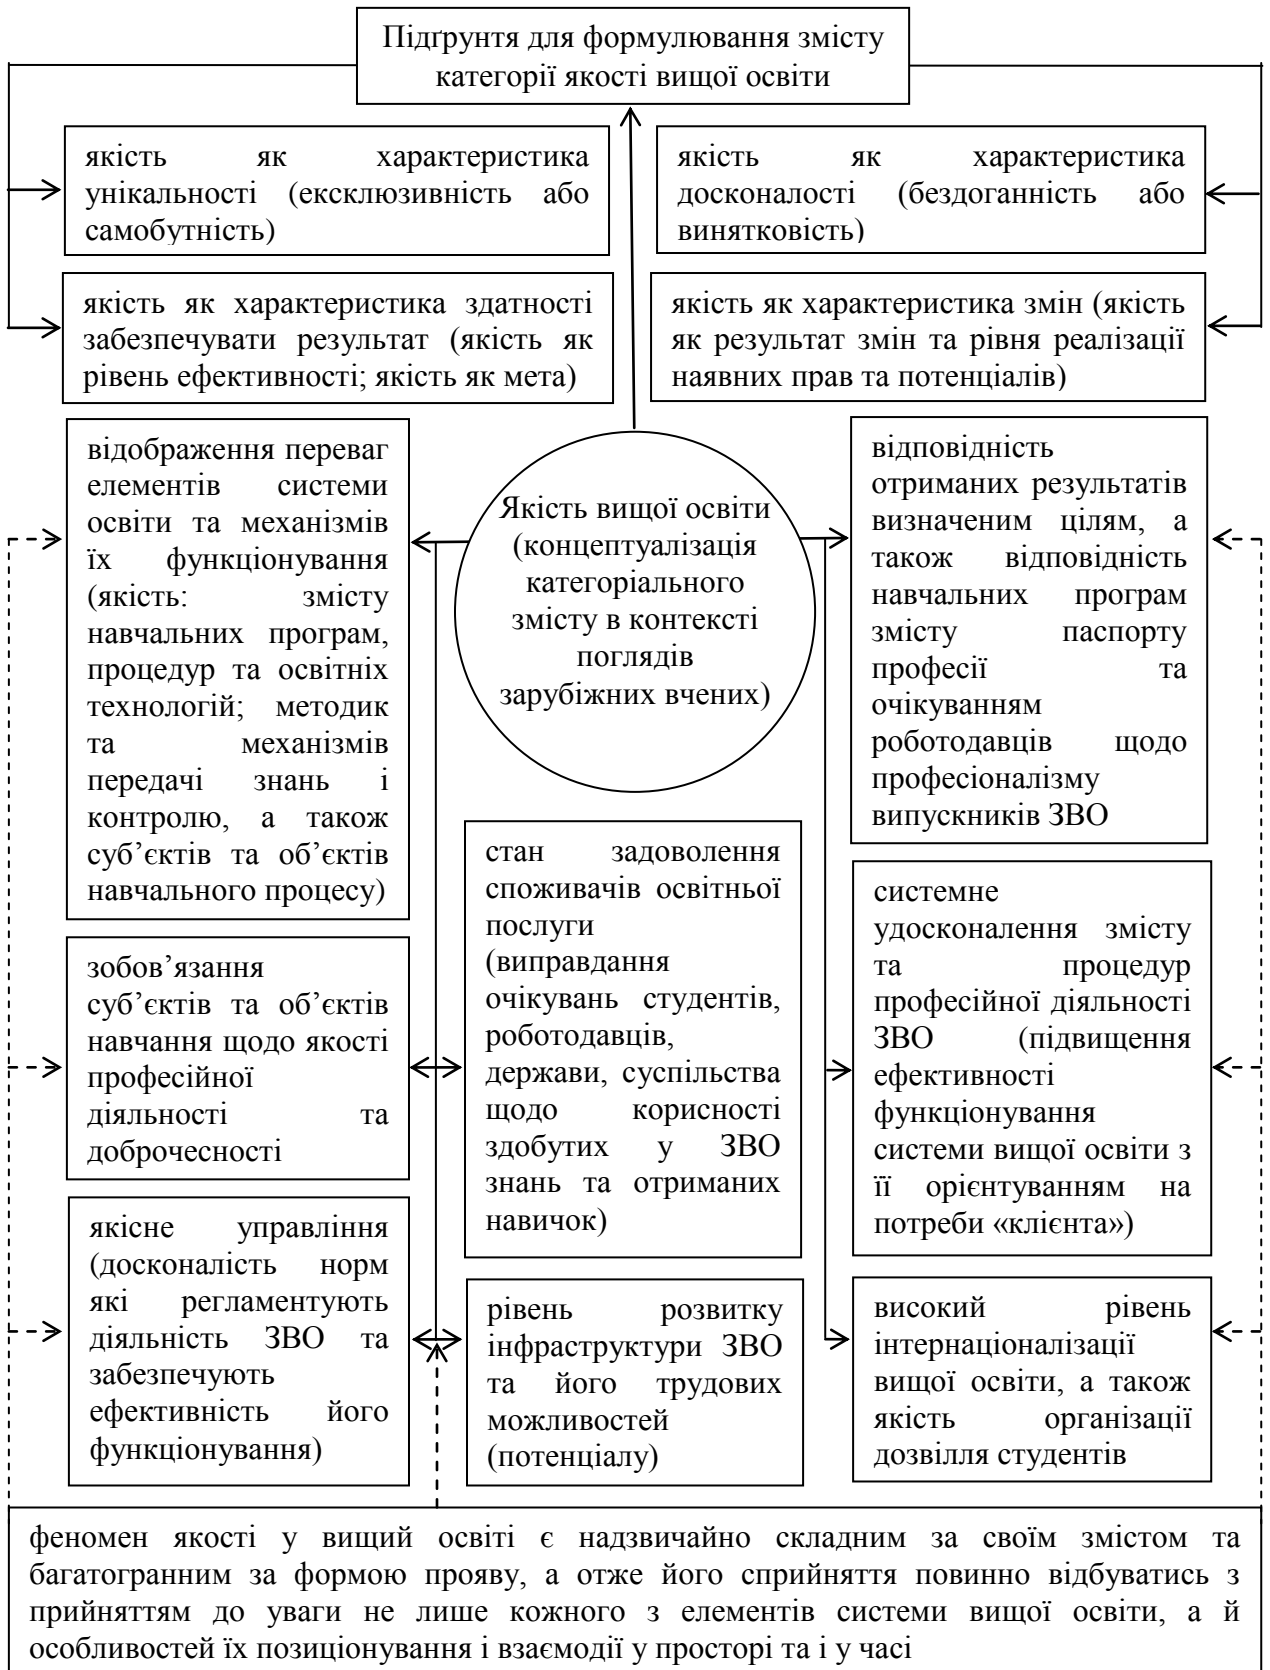 Підґрунтя для формулювання змісту
категорії якості вищої освіти
якість як характеристика
унікальності (ексклюзивність або
самобутність)
якість як характеристика
досконалості (бездоганність або
винятковість)
якість як характеристика здатності
забезпечувати результат (якість як
рівень ефективності; якість як мета)
якість як характеристика змін (якість
як результат змін та рівня реалізації
наявних прав та потенціалів)
відображення переваг
елементів системи
освіти та механізмів
їх функціонування
(якість: змісту
навчальних програм,
процедур та освітніх
технологій; методик
та механізмів
передачі знань і
контролю, а також
суб’єктів та об’єктів
навчального процесу)
Якість вищої освіти
(концептуалізація
категоріального
змісту в контексті
поглядів
зарубіжних вчених)
відповідність
отриманих результатів
визначеним цілям, а
також відповідність
навчальних програм
змісту паспорту
професії та
очікуванням
роботодавців щодо
професіоналізму
випускників ЗВО
зобов’язання
суб’єктів та об’єктів
навчання щодо якості
професійної
діяльності та
доброчесності
стан задоволення
споживачів освітньої
послуги
(виправдання
очікувань студентів,
роботодавців,
держави, суспільства
щодо корисності
здобутих у ЗВО
знань та отриманих
навичок)
системне
удосконалення змісту
та процедур
професійної діяльності
ЗВО (підвищення
ефективності
функціонування
системи вищої освіти з
її орієнтуванням на
потреби «клієнта»)
якісне управління
(досконалість норм
які регламентують
діяльність ЗВО та
забезпечують
ефективність його
функціонування)
рівень розвитку
інфраструктури ЗВО
та його трудових
можливостей
(потенціалу)
високий рівень
інтернаціоналізації
вищої освіти, а також
якість організації
дозвілля студентів
феномен якості у вищий освіті є надзвичайно складним за своїм змістом та
багатогранним за формою прояву, а отже його сприйняття повинно відбуватись з
прийняттям до уваги не лише кожного з елементів системи вищої освіти, а й
особливостей їх позиціонування і взаємодії у просторі та і у часі